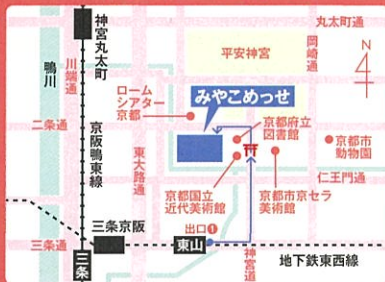 丸太町通
神宮丸太町
鴨川
川端通
平安神宮
岡崎通
4
ローム
シアター
京都
みやこめっせ
二条通
京阪鴨東線
東大路通
京都府立
図書館
京都市
動物園
仁王門通
京都国立
近代美術館
京都市京セラ
美術館
三条京阪
出口1
三条通
三条
東山
神宮道
地下鉄東西線